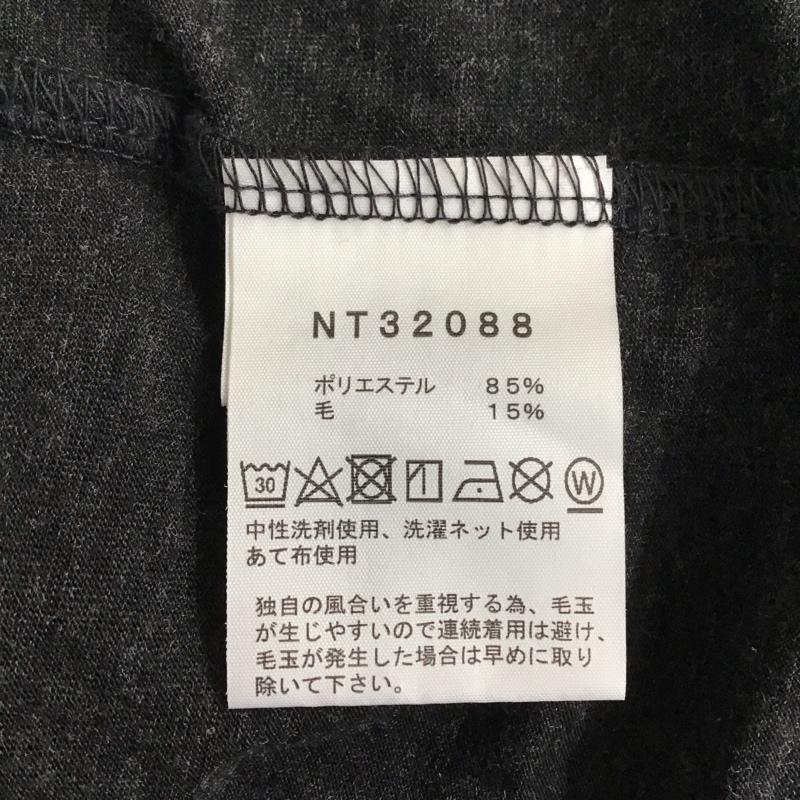 NT32088
ポリエステル 85%
毛 15%
30 W
中性洗剤使用、洗濯ネット使用
あて布使用
独自の風合いを重視する為、毛玉
が生じやすいので連続着用は避け、
毛玉が発生した場合は早めに取り
除いて下さい。